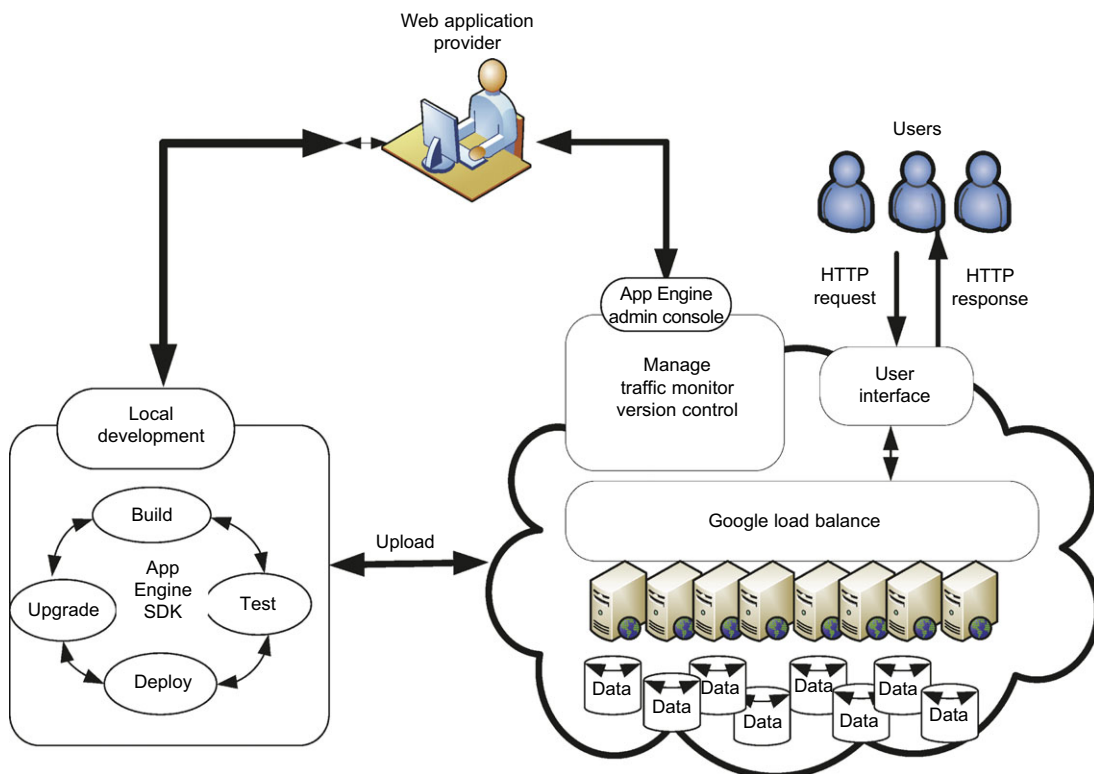 Web application
provider
Users
HTTP
request
HTTP
response
App Engine
admin console
Manage
traffic monitor
version control
User
interface
Local
development
Build
App
Engine
SDK
Upgrade
Test
Deploy
Upload
Google load balance
Data
Data
Data
Data
Data
Data
Data
Data